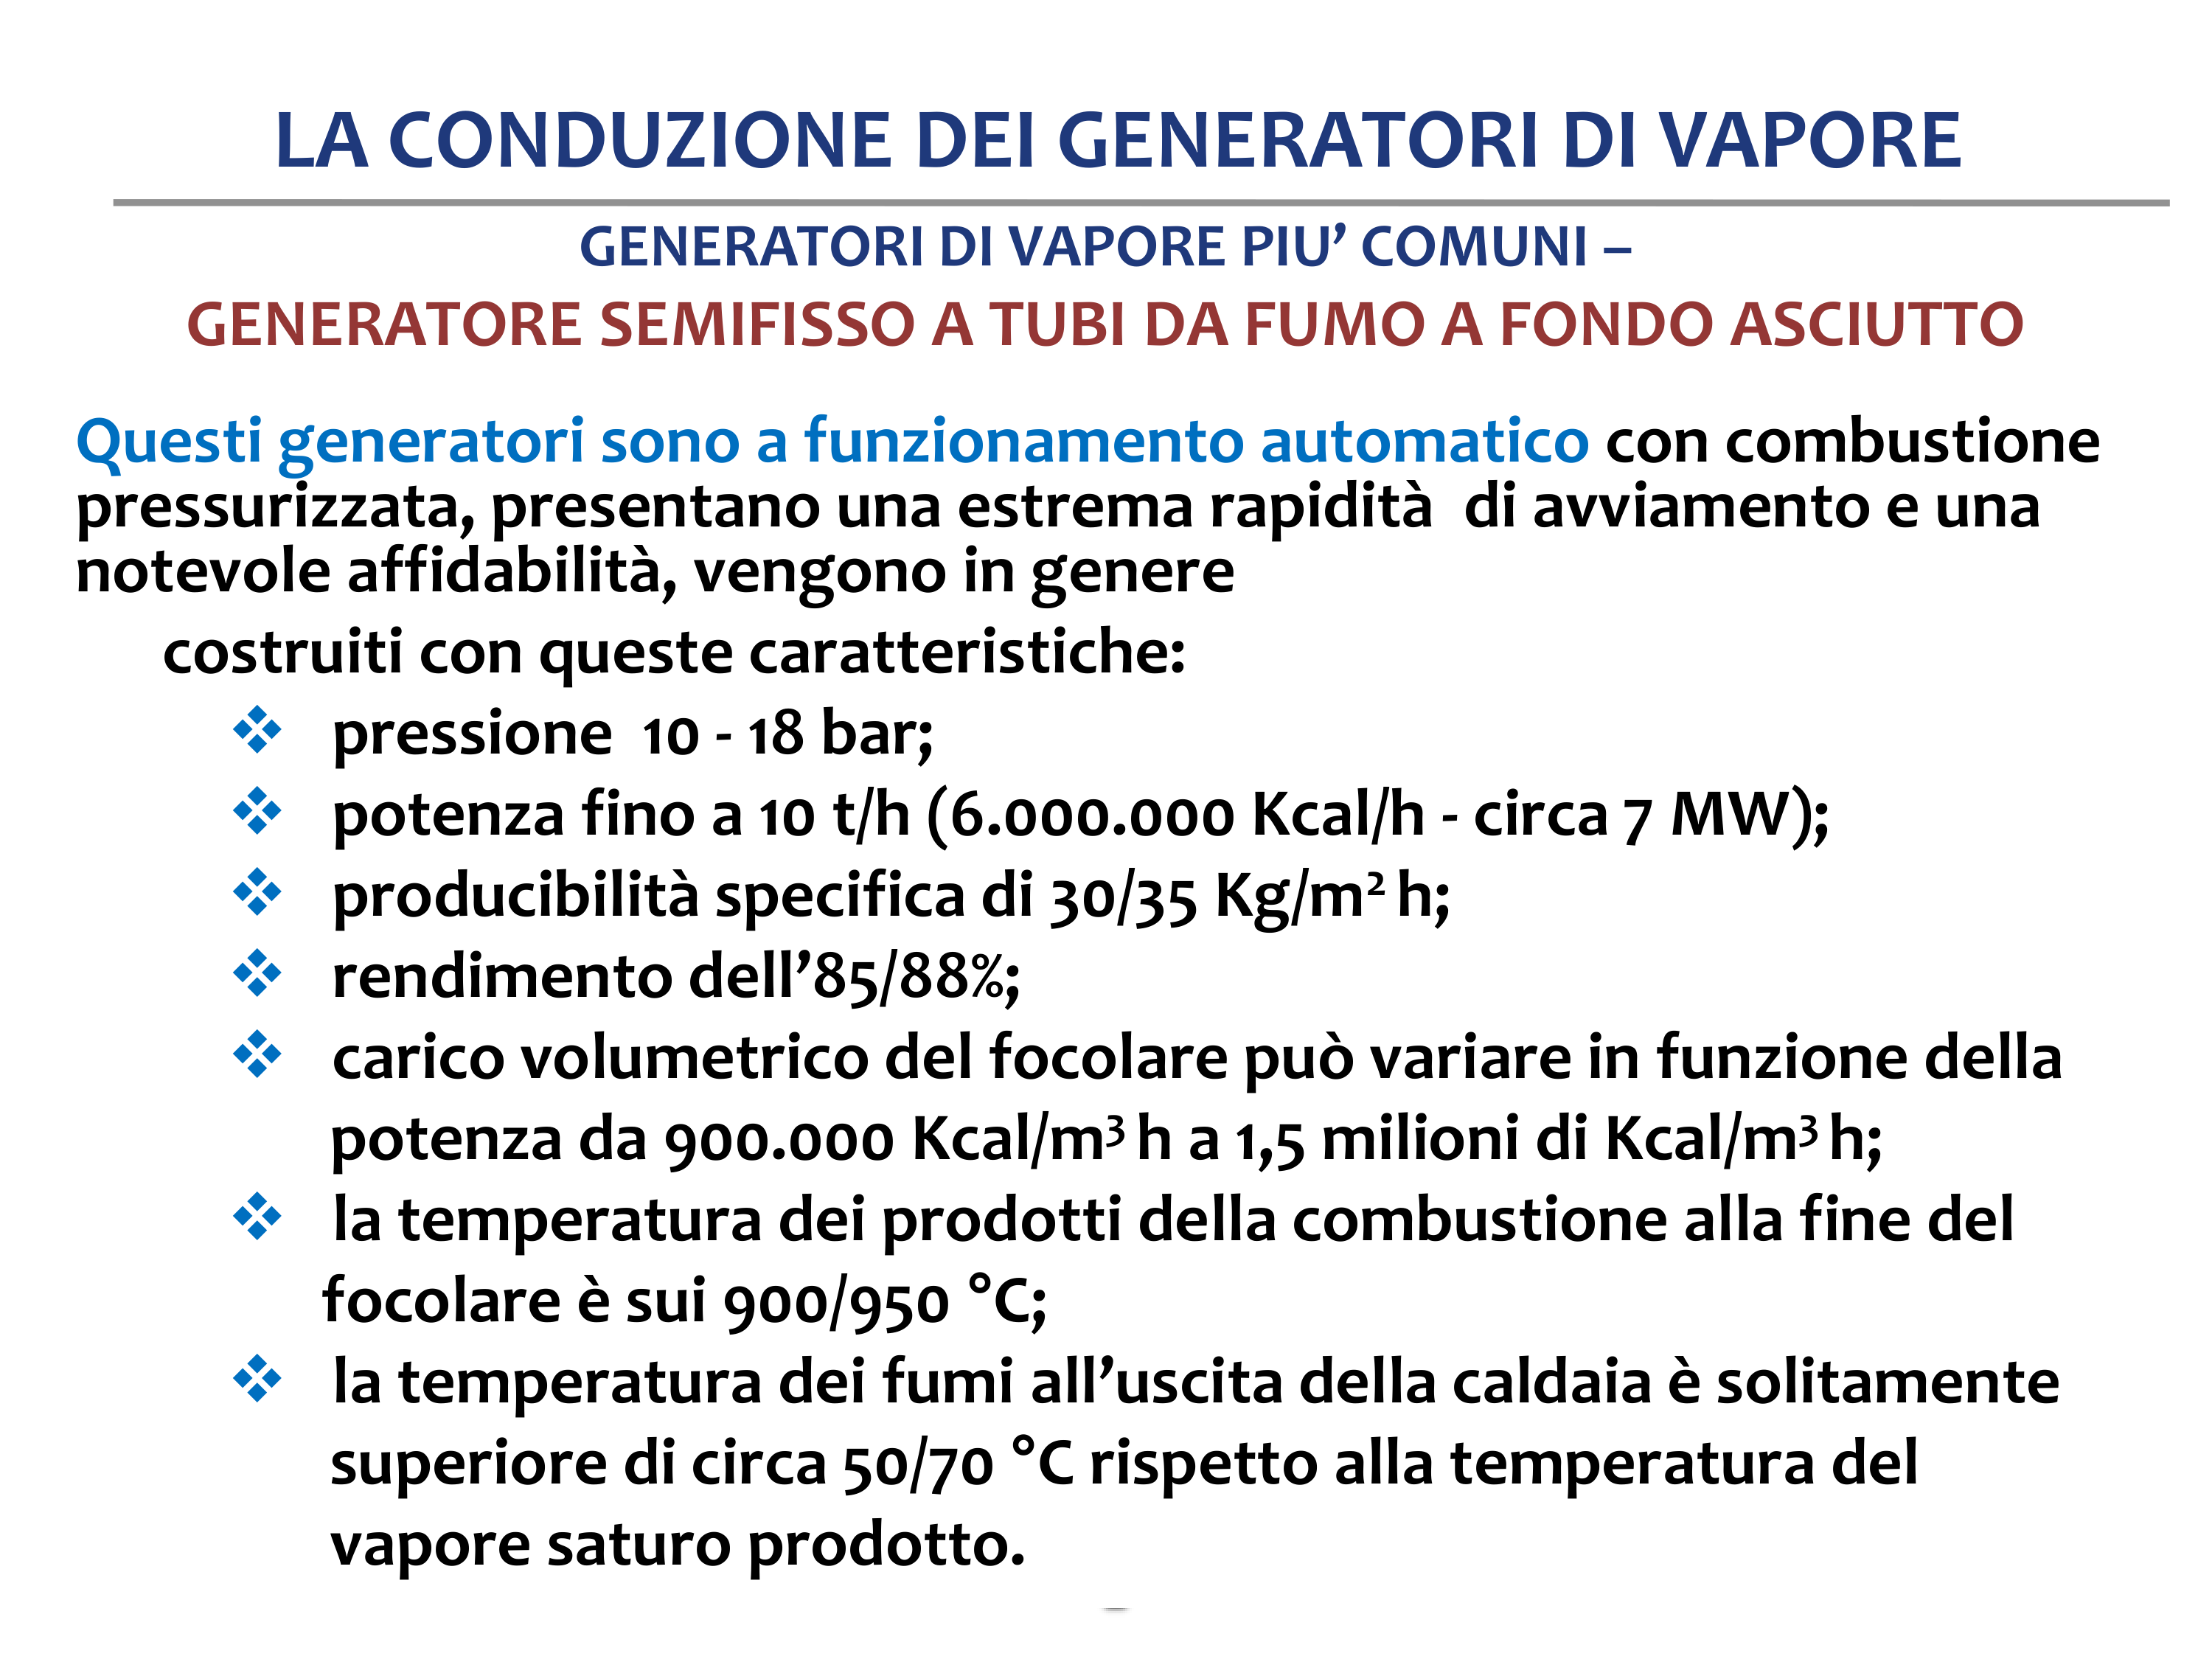 LA CONDUZIONE DEI GENERATORI DI VAPORE
GENERATORI DI VAPORE PIU’ COMUNI –
GENERATORE SEMIFISSO A TUBI DA FUMO A FONDO ASCIUTTO
Questi generatori sono a funzionamento automatico con combustione
pressurizzata, presentano una estrema rapidità di avviamento e una
notevole affidabilità, vengono in genere
costruiti con queste caratteristiche:
❖ pressione 10 - 18 bar;
❖ potenza fino a 10 t/h (6.000.000 Kcal/h - circa 7 MW);
❖ producibilità specifica di 30/35 Kg/m² h;
❖ rendimento dell’85/88%;
❖ carico volumetrico del focolare può variare in funzione della
potenza da 900.000 Kcal/m³ h a 1,5 milioni di Kcal/m³ h;
❖ la temperatura dei prodotti della combustione alla fine del
focolare è sui 900/950 °C;
❖ la temperatura dei fumi all’uscita della caldaia è solitamente
superiore di circa 50/70 °C rispetto alla temperatura del
vapore saturo prodotto.